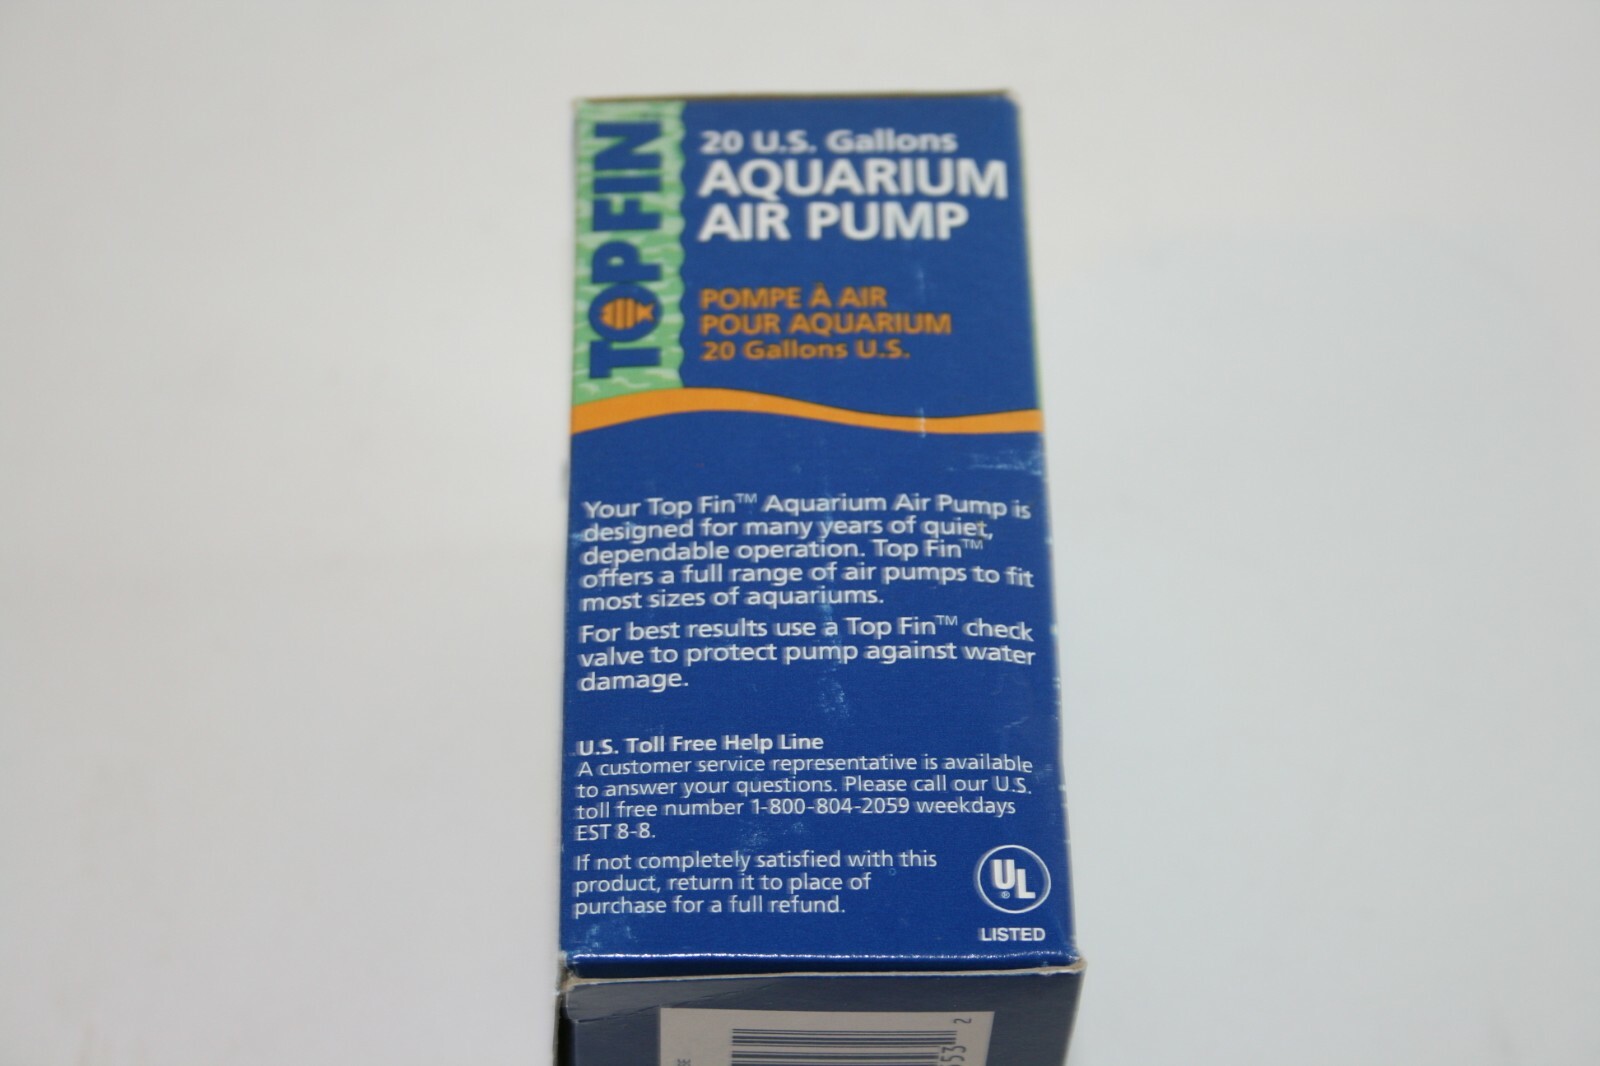 TOP FIN
20 U.S. Gallons
AQUARIUM
AIR PUMP
POMPE À AIR
POUR AQUARIUM
20 Gallons U.S.
Your Top Fin™ Aquarium Air Pump is
designed for many years of quiet,
dependable operation. Top Fin™
offers a full range of air pumps to fit
most sizes of aquariums.
For best results use a Top Fin™ check
valve to protect pump against water
damage.
U.S. Toll Free Help Line
A customer service representative is available
to answer your questions. Please call our U.S.
toll free number 1-800-804-2059 weekdays
EST 8-8.
If not completely satisfied with this
product, return it to place of
purchase for a full refund.
UL
®
LISTED
53 2